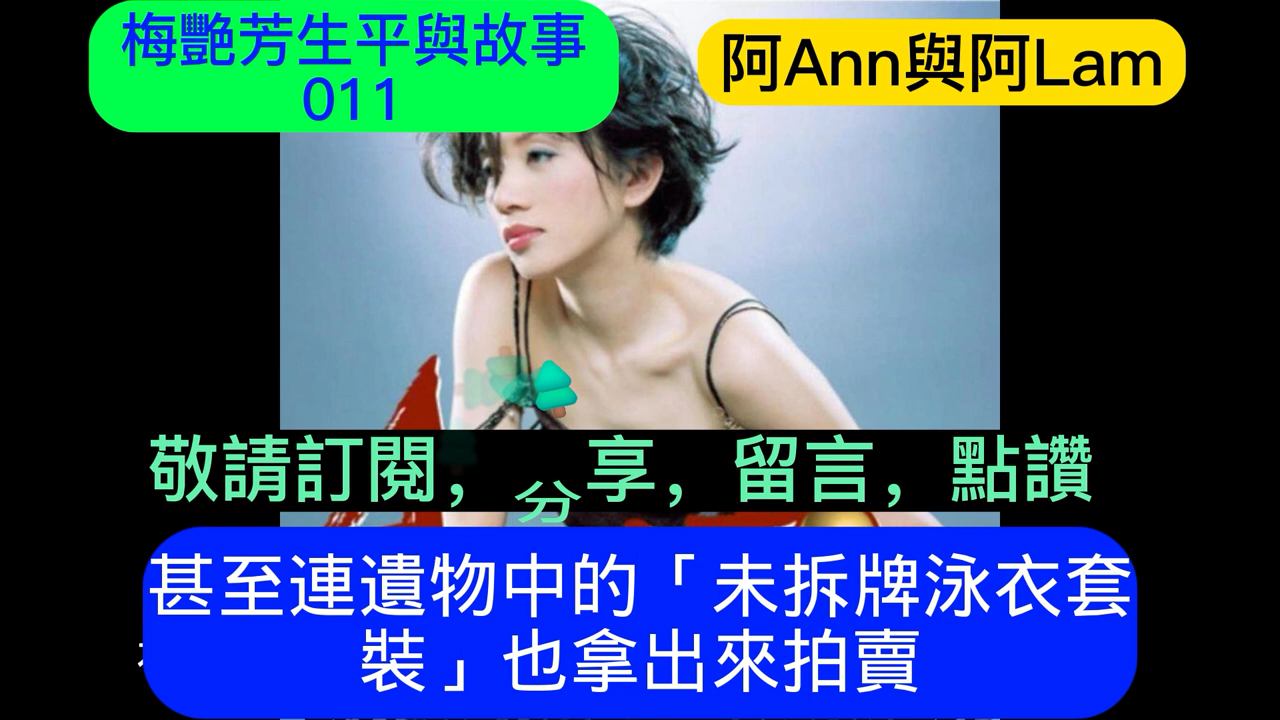 梅艷芳生平與故事
011
阿Ann與阿Lam
敬請訂閱，分享，留言，點讚
甚至連遺物中的「未拆牌泳衣套
裝」也拿出來拍賣